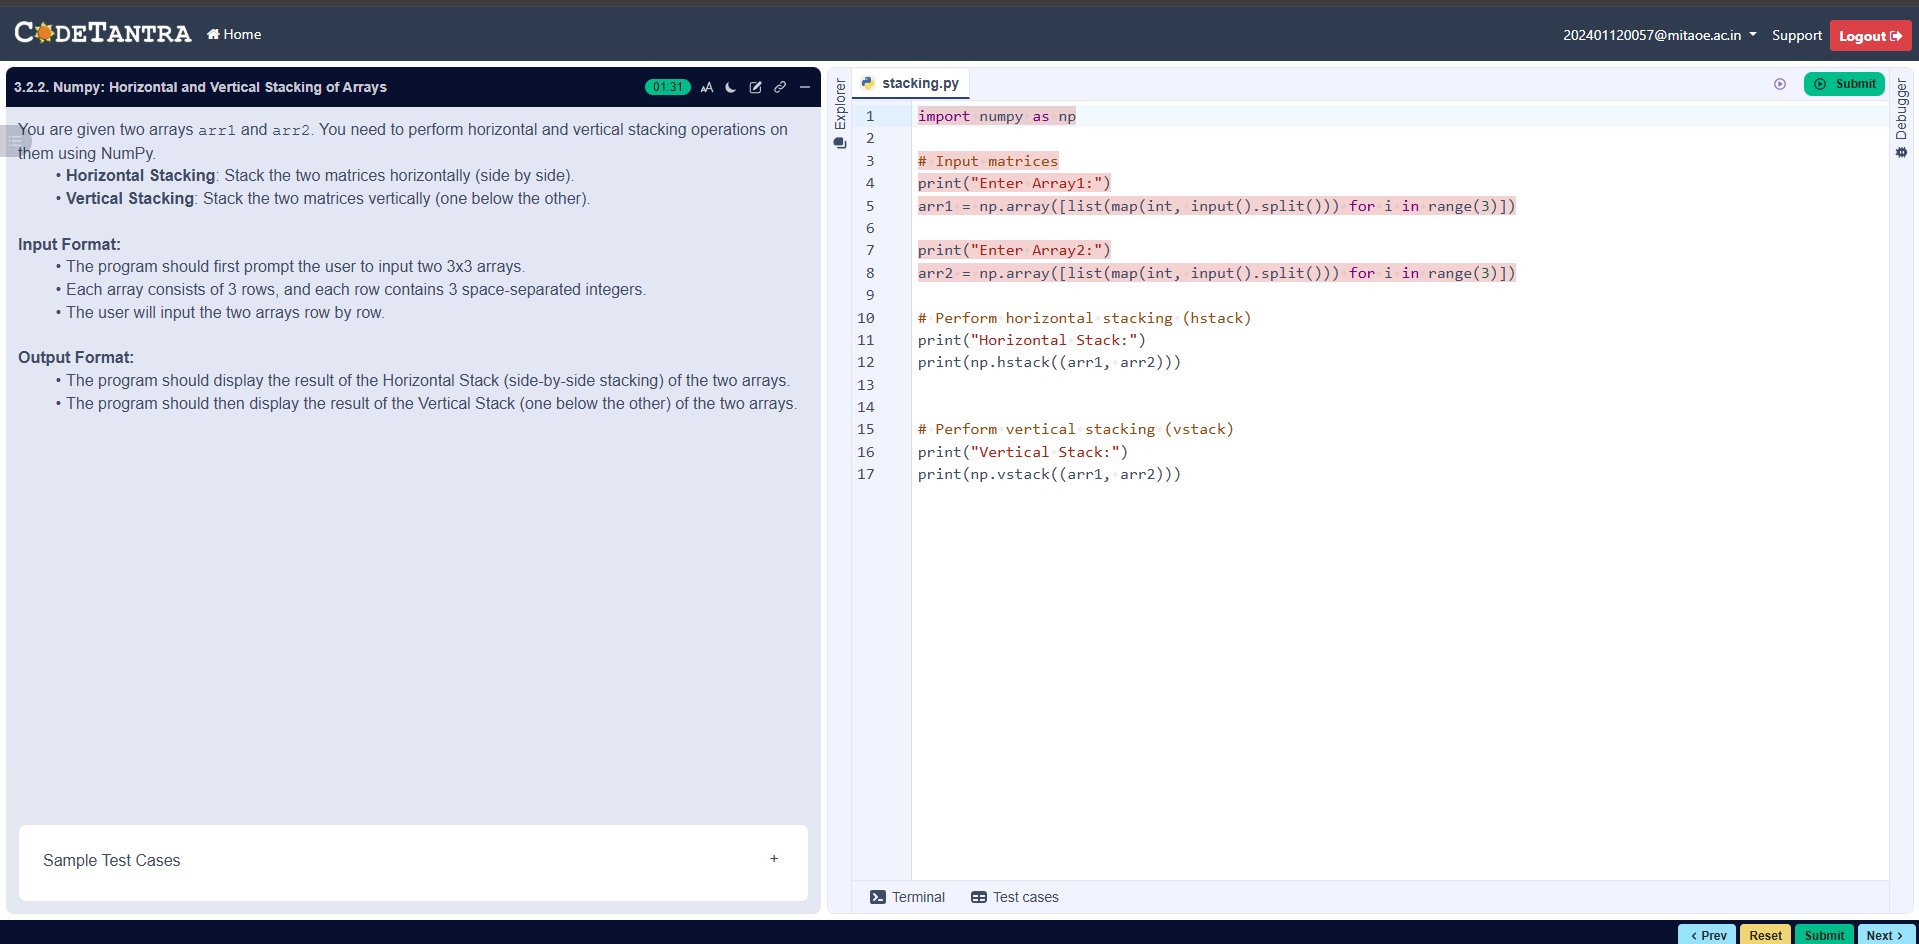 CODETANTRA
Home
202401120057@mitaoe.ac.in
Support
Logout
3.2.2. Numpy: Horizontal and Vertical Stacking of Arrays
01:31
AA
You are given two arrays arr1 and arr2. You need to perform horizontal and vertical stacking operations on
them using NumPy.
• Horizontal Stacking: Stack the two matrices horizontally (side by side).
• Vertical Stacking: Stack the two matrices vertically (one below the other).
Input Format:
• The program should first prompt the user to input two 3x3 arrays.
• Each array consists of 3 rows, and each row contains 3 space-separated integers.
• The user will input the two arrays row by row.
Output Format:
• The program should display the result of the Horizontal Stack (side-by-side stacking) of the two arrays.
• The program should then display the result of the Vertical Stack (one below the other) of the two arrays.
Sample Test Cases
+
Explorer
stacking.py
Submit
Debugger
1 import numpy as np
2
3 # Input matrices
4 print("Enter Array1:")
5 arr1 = np.array([list(map(int, input().split())) for i in range(3)])
6
7 print("Enter Array2:")
8 arr2 = np.array([list(map(int, input().split())) for i in range(3)])
9
10 # Perform horizontal stacking (hstack)
11 print("Horizontal Stack:")
12 print(np.hstack((arr1, arr2)))
13
14
15 # Perform vertical stacking (vstack)
16 print("Vertical Stack:")
17 print(np.vstack((arr1, arr2)))
Terminal
Test cases
‹ Prev
Reset
Submit
Next ›